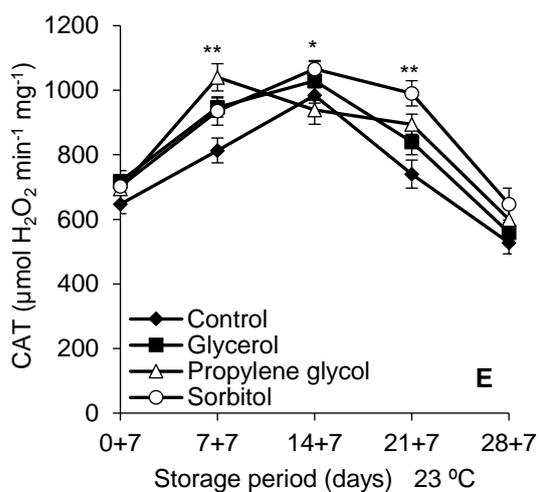 CAT (µmol H₂O₂ min⁻¹ mg⁻¹)
1200
1000
800
600
400
200
0
** * **
Control
Glycerol
Propylene glycol
Sorbitol
E
0+7 7+7 14+7 21+7 28+7
Storage period (days) 23 ºC